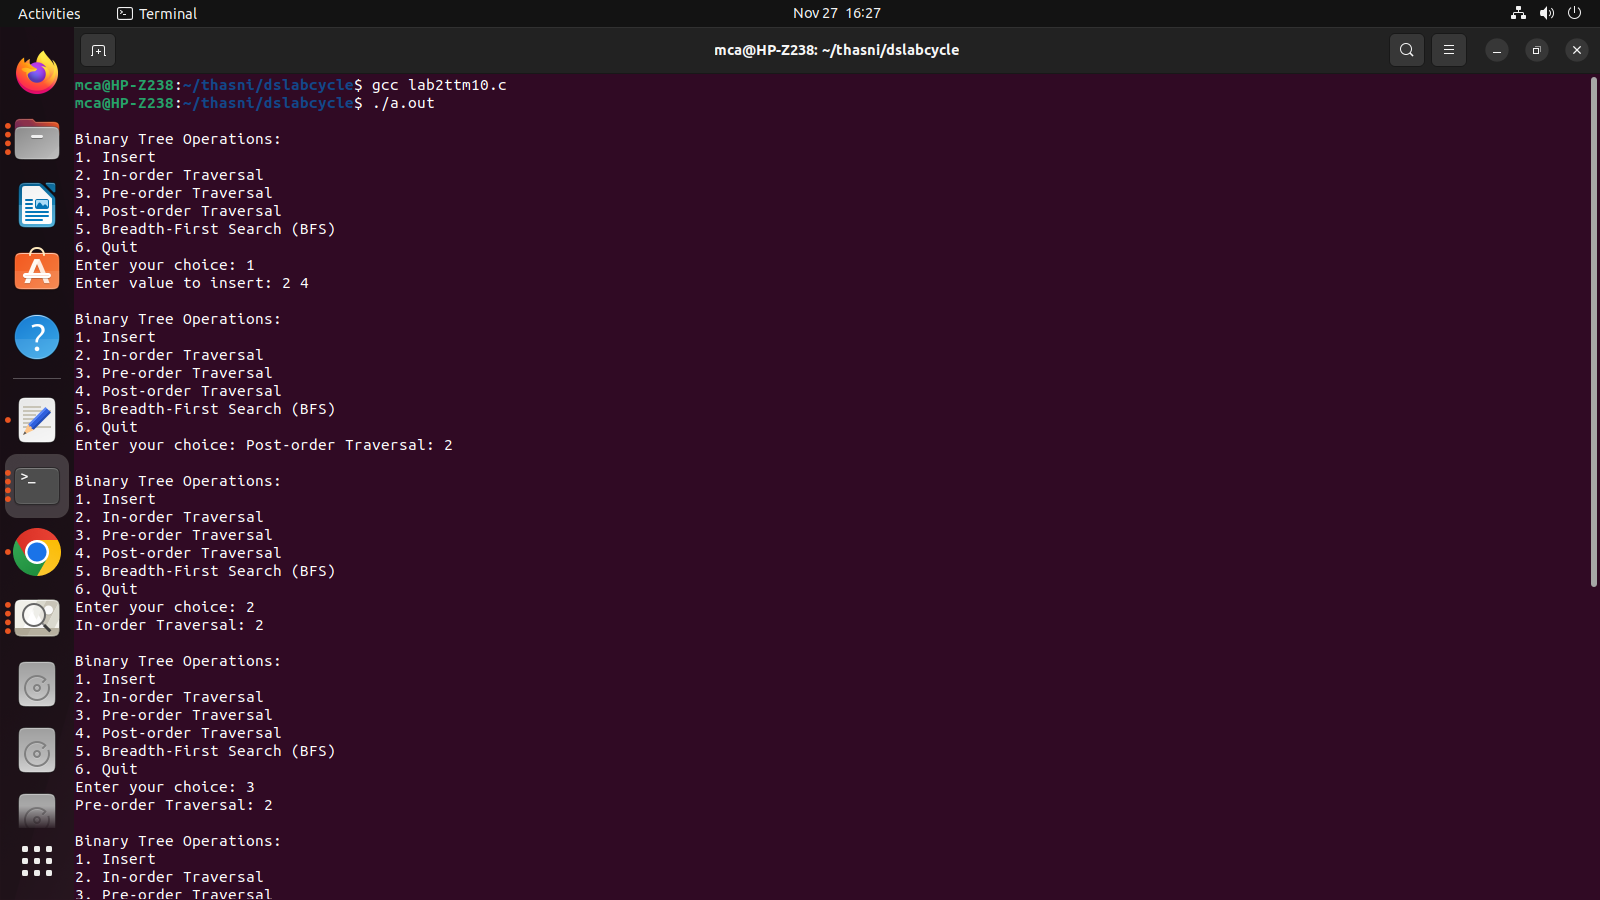 Activities
Terminal
Nov 27 16:27
mca@HP-Z238: ~/thasni/dslabcycle
mca@HP-Z238:~/thasni/dslabcycle$ gcc lab2ttm10.c
mca@HP-Z238:~/thasni/dslabcycle$ ./a.out
Binary Tree Operations:
1. Insert
2. In-order Traversal
3. Pre-order Traversal
4. Post-order Traversal
5. Breadth-First Search (BFS)
6. Quit
Enter your choice: 1
Enter value to insert: 2 4
Binary Tree Operations:
1. Insert
2. In-order Traversal
3. Pre-order Traversal
4. Post-order Traversal
5. Breadth-First Search (BFS)
6. Quit
Enter your choice: Post-order Traversal: 2
Binary Tree Operations:
1. Insert
2. In-order Traversal
3. Pre-order Traversal
4. Post-order Traversal
5. Breadth-First Search (BFS)
6. Quit
Enter your choice: 2
In-order Traversal: 2
Binary Tree Operations:
1. Insert
2. In-order Traversal
3. Pre-order Traversal
4. Post-order Traversal
5. Breadth-First Search (BFS)
6. Quit
Enter your choice: 3
Pre-order Traversal: 2
Binary Tree Operations:
1. Insert
2. In-order Traversal
3. Pre-order Traversal